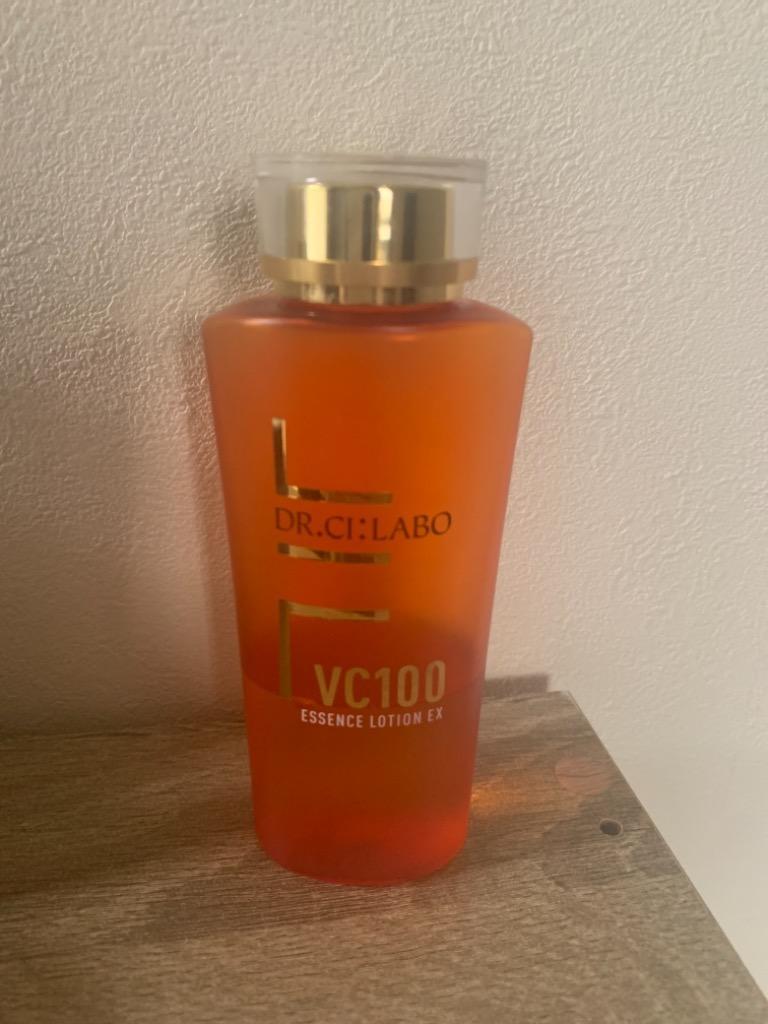 DR.CI:LABO
VC100
ESSENCE LOTION EX